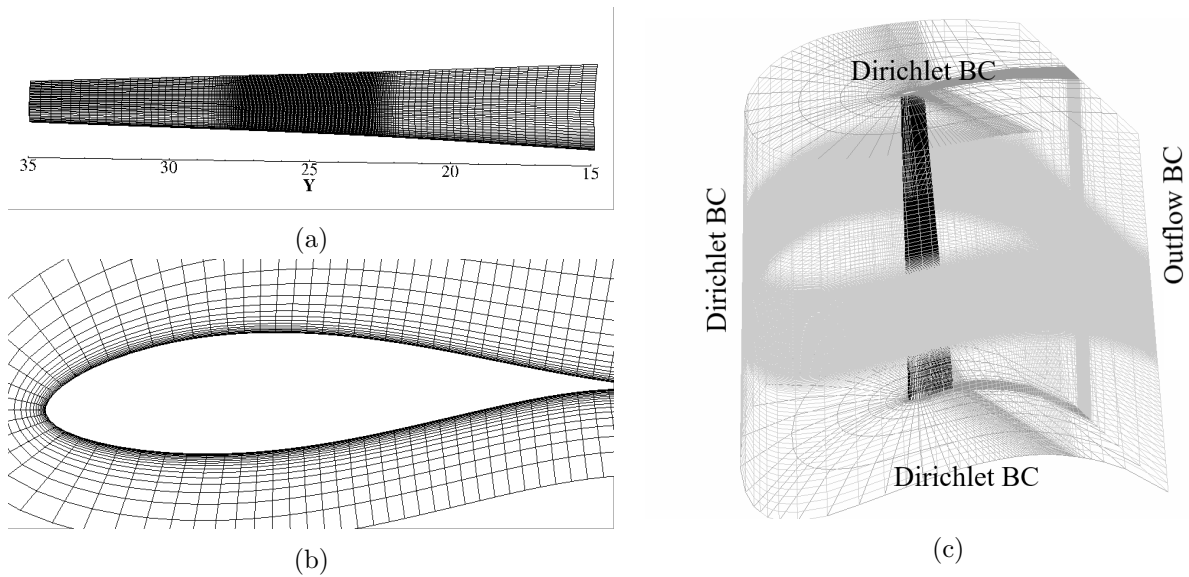 35 30 25 20 15
Y
(a)
(b)
Dirichlet BC
Dirichlet BC
Outflow BC
Dirichlet BC
(c)